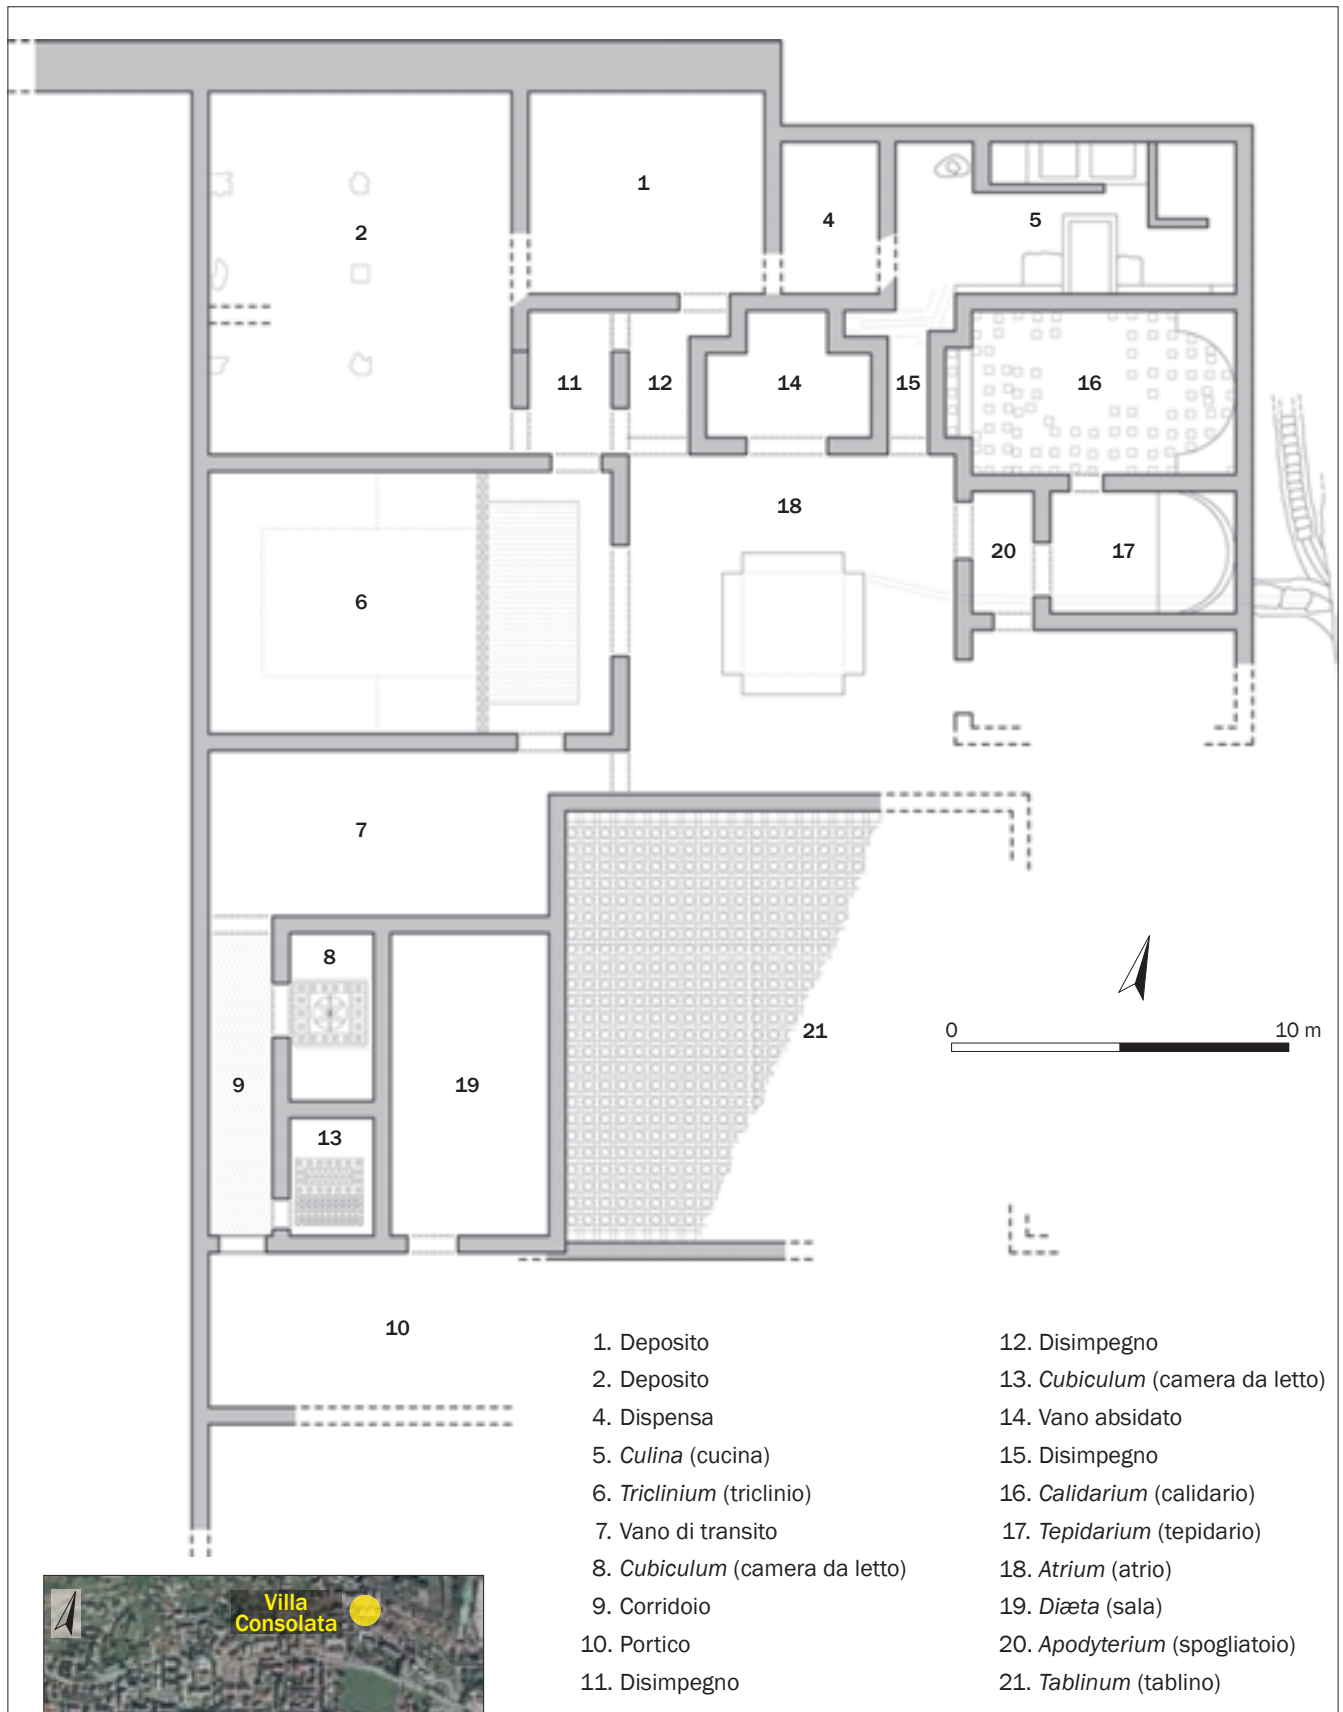 1
4
5
2
11
12
14
15
16
18
20
17
6
7
8
21
0 10 m
9
19
13
10
1. Deposito
2. Deposito
4. Dispensa
5. Culina (cucina)
6. Triclinium (triclinio)
7. Vano di transito
8. Cubiculum (camera da letto)
9. Corridoio
10. Portico
11. Disimpegno
12. Disimpegno
13. Cubiculum (camera da letto)
14. Vano absidato
15. Disimpegno
16. Calidarium (calidario)
17. Tepidarium (tepidario)
18. Atrium (atrio)
19. Diæta (sala)
20. Apodyterium (spogliatoio)
21. Tablinum (tablino)
Villa
Consolata